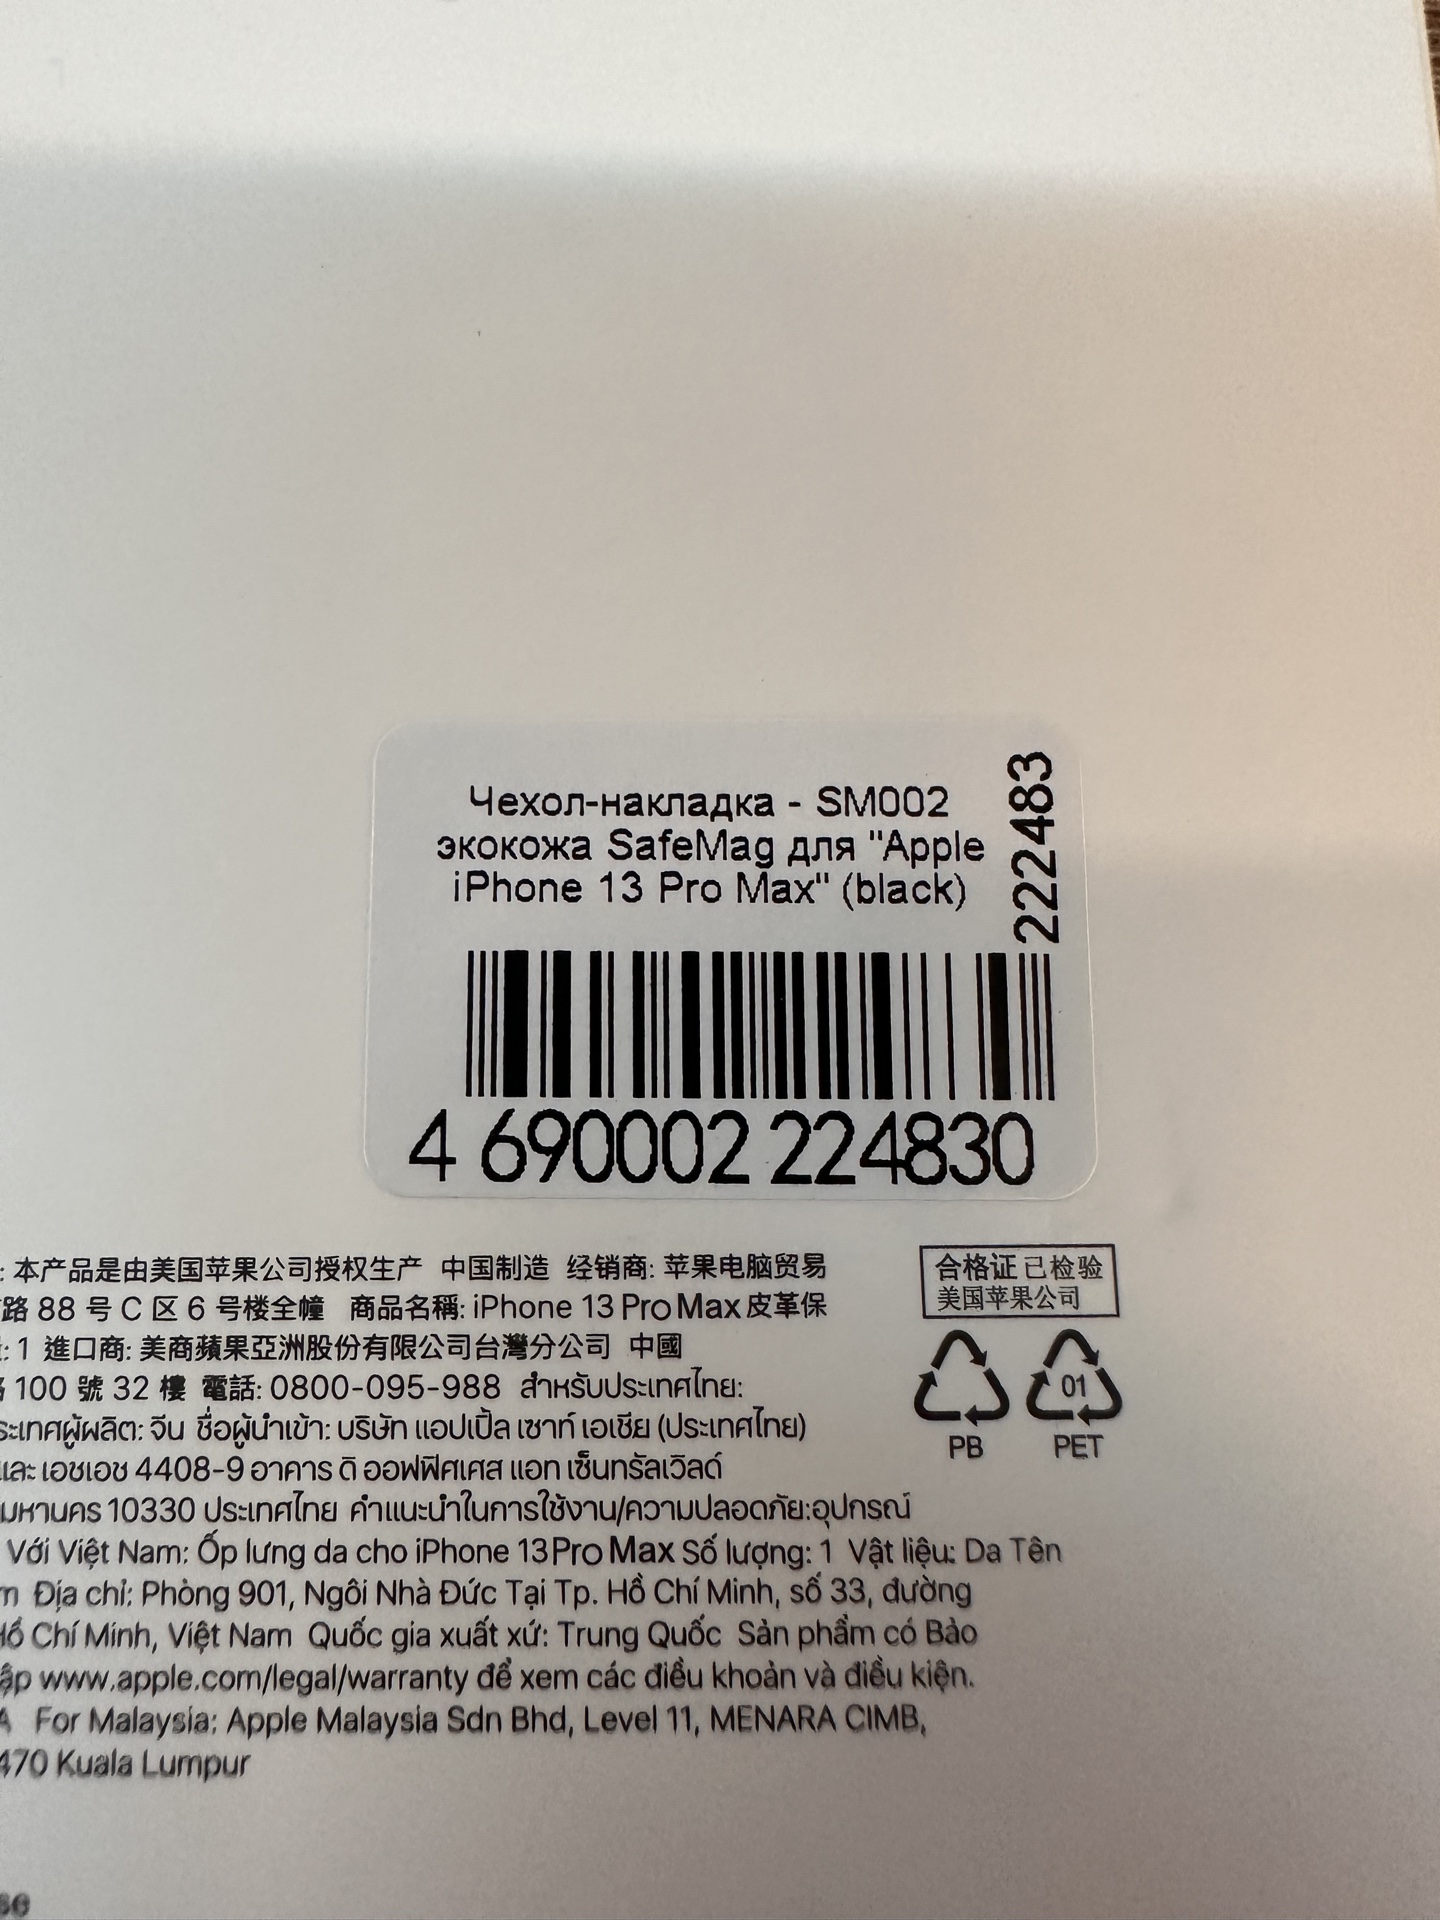 Чехол-накладка - SM002
экокожа SafeMag для "Apple
iPhone 13 Pro Max" (black)
222483
4 690002 224830
: 本产品是由美国苹果公司授权生产 中国制造 经销商: 苹果电脑贸易
路 88 号 C 区 6 号楼全幢 商品名稱: iPhone 13 Pro Max 皮革保
: 1 進口商: 美商蘋果亞洲股份有限公司台灣分公司 中國
100 號 32 樓 電話: 0800-095-988 สำหรับประเทศไทย:
ระเทศผู้ผลิต: จีน ชื่อผู้นำเข้า: บริษัท แอปเปิ้ล เซาท์ เอเชีย (ประเทศไทย)
และ เอชเอช 4408-9 อาคาร ดิ ออฟฟิศเศส แอท เซ็นทรัลเวิลด์
มหานคร 10330 ประเทศไทย คำแนะนำในการใช้งาน/ความปลอดภัย:อุปกรณ์
Với Việt Nam: Ốp lưng da cho iPhone 13 Pro Max Số lượng: 1 Vật liệu: Da Tên
m Địa chỉ: Phòng 901, Ngôi Nhà Đức Tại Tp. Hồ Chí Minh, số 33, đường
Hồ Chí Minh, Việt Nam Quốc gia xuất xứ: Trung Quốc Sản phẩm có Bảo
ập www.apple.com/legal/warranty để xem các điều khoản và điều kiện.
A For Malaysia: Apple Malaysia Sdn Bhd, Level 11, MENARA CIMB,
470 Kuala Lumpur
合格证 已检验
美国苹果公司
01
PB PET
se